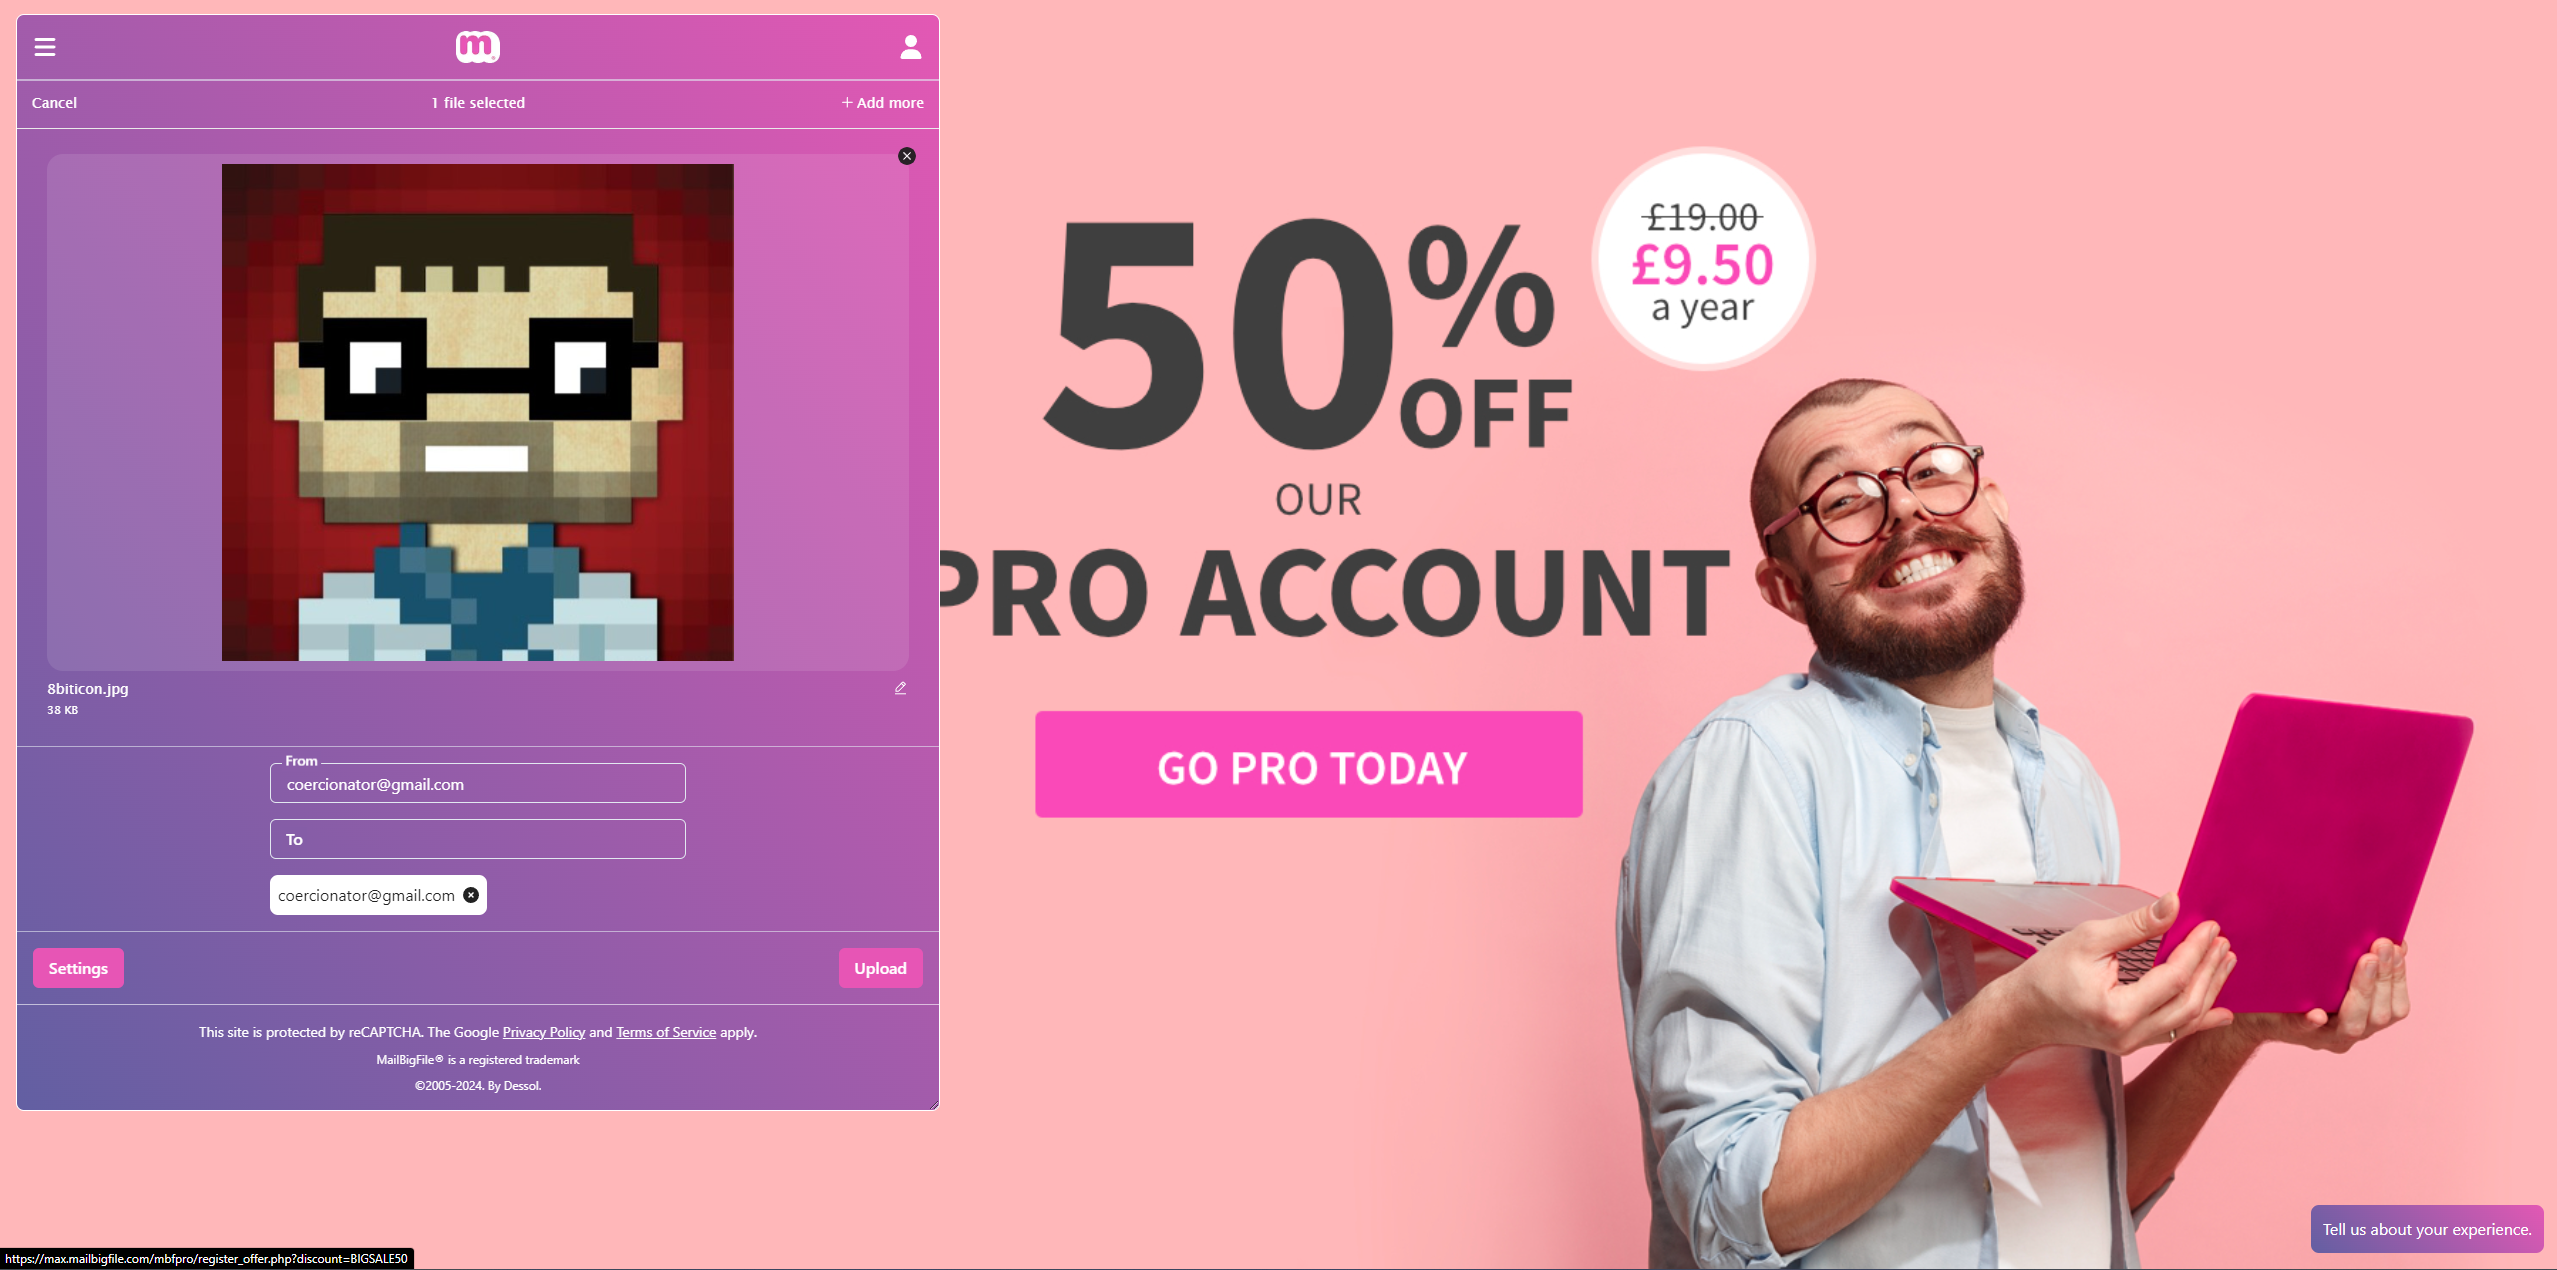 m
Cancel
1 file selected
+ Add more
8biticon.jpg
38 KB
From
coercionator@gmail.com
To
coercionator@gmail.com
Settings
Upload
This site is protected by reCAPTCHA. The Google Privacy Policy and Terms of Service apply.
MailBigFile® is a registered trademark
©2005-2024. By Dessol.
£19.00
£9.50
a year
50%
OFF
OUR
PRO ACCOUNT
GO PRO TODAY
Tell us about your experience.
https://max.mailbigfile.com/mbfpro/register_offer.php?discount=BIGSALE50